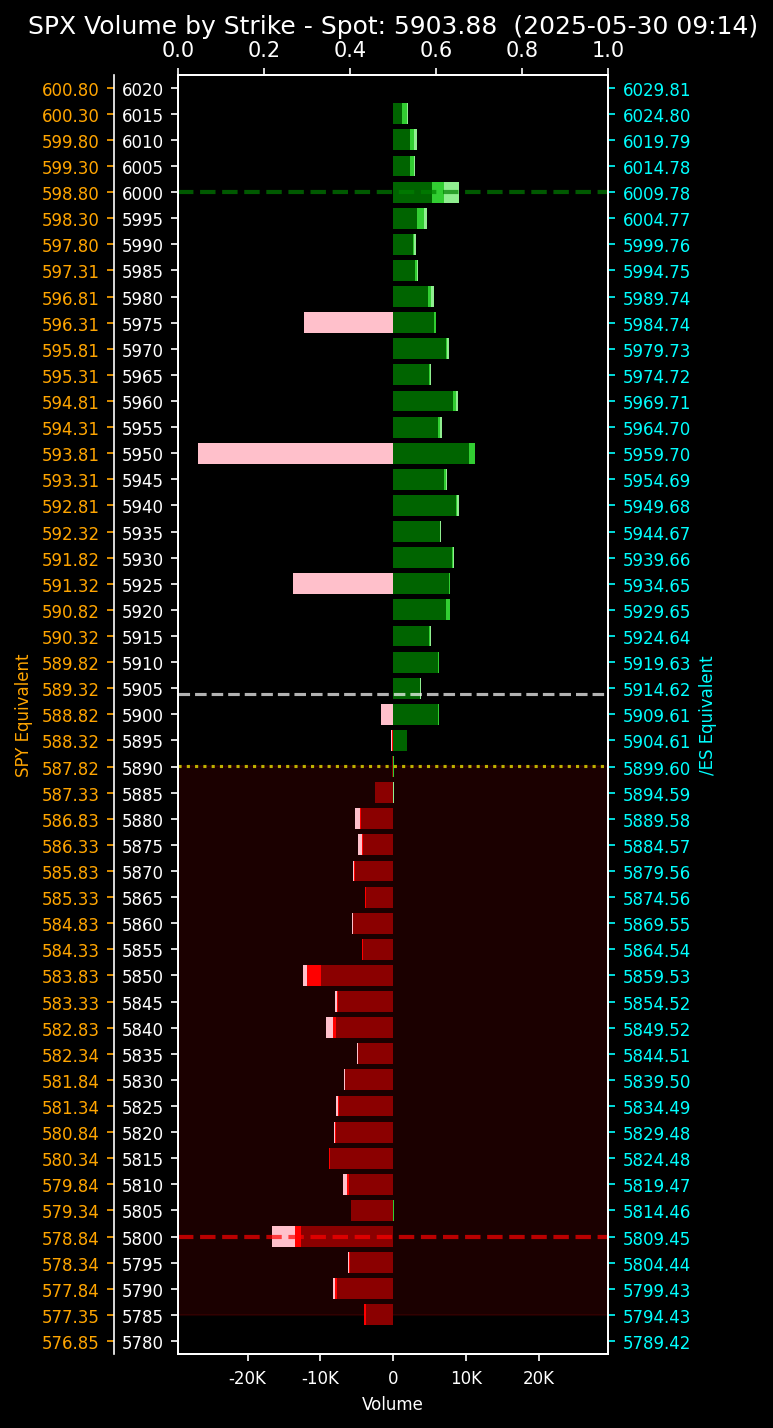 SPX Volume by Strike - Spot: 5903.88 (2025-05-30 09:14)
0.0 0.2 0.4 0.6 0.8 1.0
600.80 6020 6029.81
600.30 6015 6024.80
599.80 6010 6019.79
599.30 6005 6014.78
598.80 6000 6009.78
598.30 5995 6004.77
597.80 5990 5999.76
597.31 5985 5994.75
596.81 5980 5989.74
596.31 5975 5984.74
595.81 5970 5979.73
595.31 5965 5974.72
594.81 5960 5969.71
594.31 5955 5964.70
593.81 5950 5959.70
593.31 5945 5954.69
592.81 5940 5949.68
592.32 5935 5944.67
591.82 5930 5939.66
591.32 5925 5934.65
590.82 5920 5929.65
590.32 5915 5924.64
589.82 5910 5919.63
589.32 5905 5914.62
588.82 5900 5909.61
588.32 5895 5904.61
587.82 5890 5899.60
587.33 5885 5894.59
586.83 5880 5889.58
586.33 5875 5884.57
585.83 5870 5879.56
585.33 5865 5874.56
584.83 5860 5869.55
584.33 5855 5864.54
583.83 5850 5859.53
583.33 5845 5854.52
582.83 5840 5849.52
582.34 5835 5844.51
581.84 5830 5839.50
581.34 5825 5834.49
580.84 5820 5829.48
580.34 5815 5824.48
579.84 5810 5819.47
579.34 5805 5814.46
578.84 5800 5809.45
578.34 5795 5804.44
577.84 5790 5799.43
577.35 5785 5794.43
576.85 5780 5789.42
SPY Equivalent
/ES Equivalent
-20K -10K 0 10K 20K
Volume